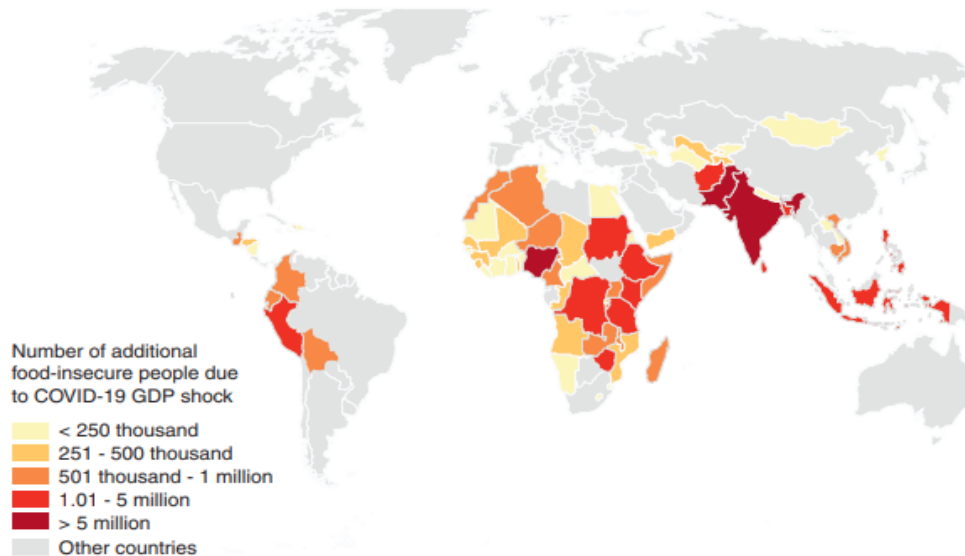 Number of additional
food-insecure people due
to COVID-19 GDP shock
< 250 thousand
251 - 500 thousand
501 thousand - 1 million
1.01 - 5 million
> 5 million
Other countries